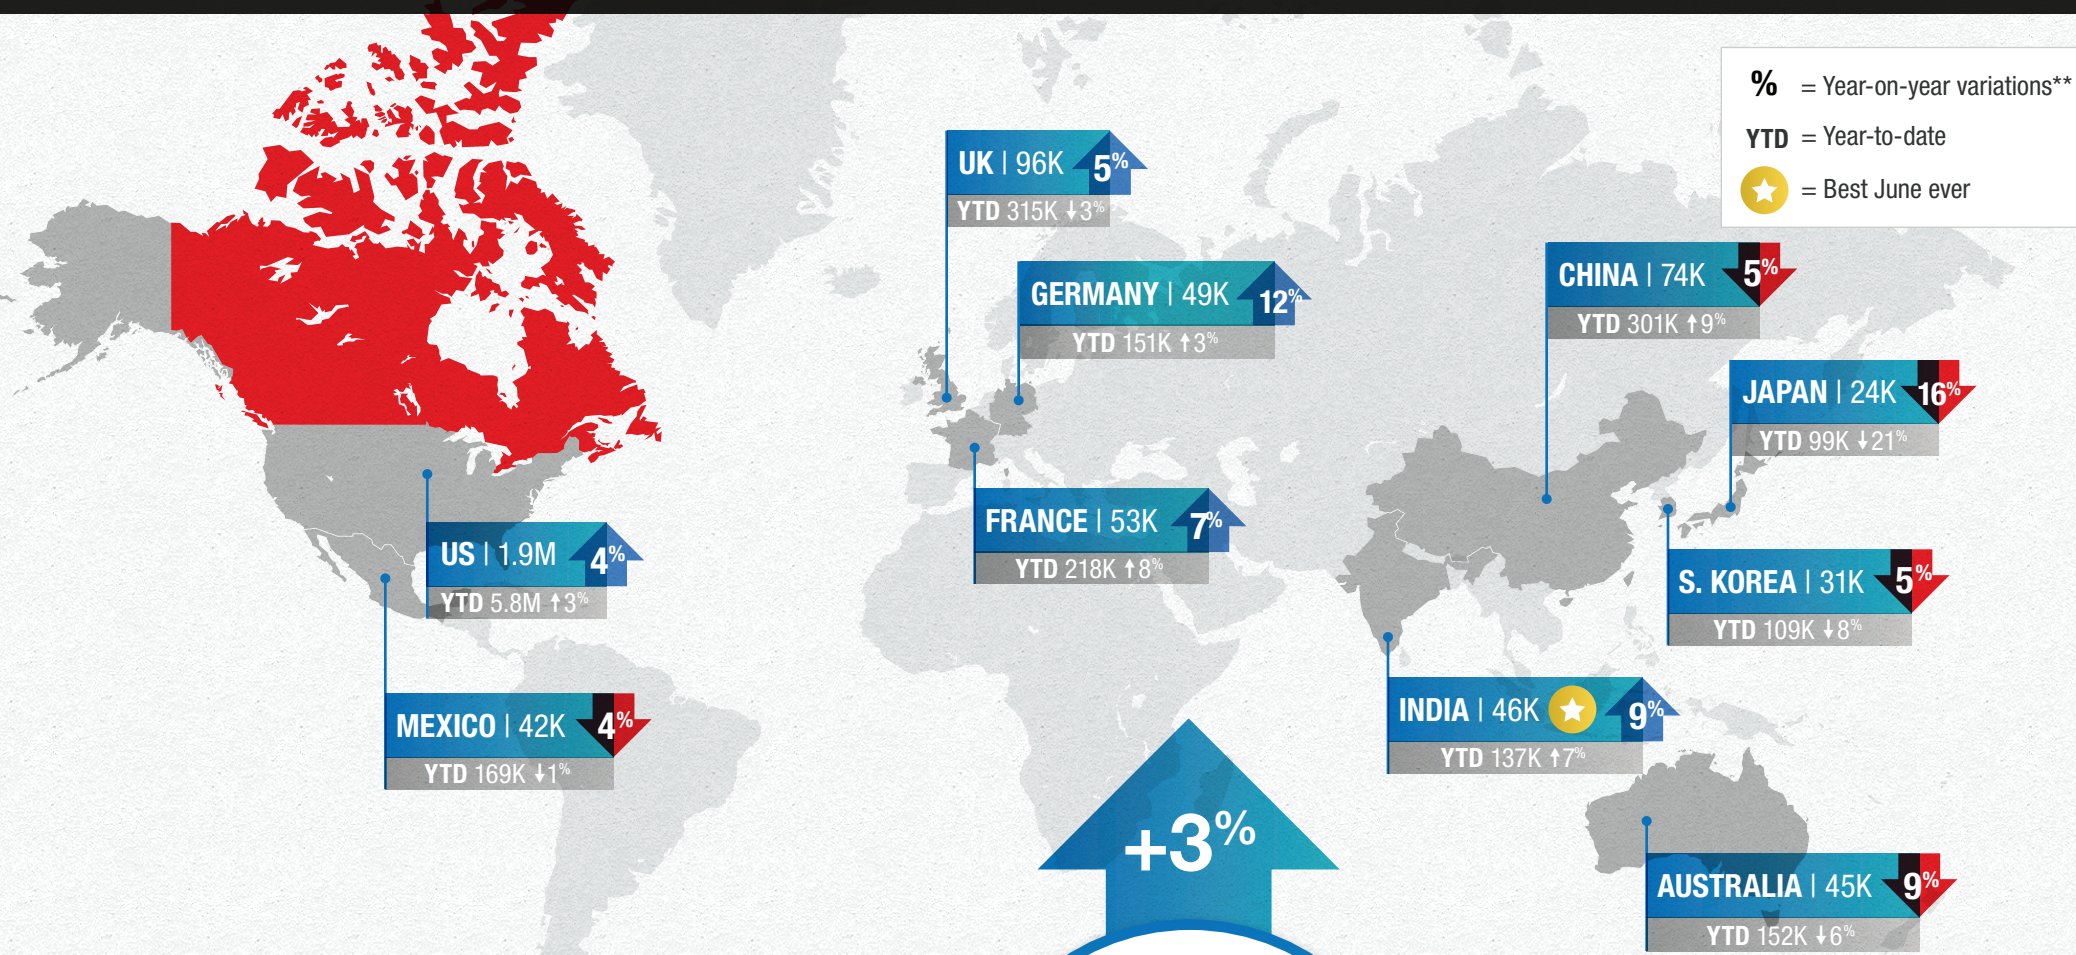 % = Year-on-year variations**
YTD = Year-to-date
= Best June ever
UK | 96K 5%
YTD 315K ↓3%
GERMANY | 49K 12%
YTD 151K ↑3%
CHINA | 74K 5%
YTD 301K ↑9%
JAPAN | 24K 16%
YTD 99K ↓21%
FRANCE | 53K 7%
YTD 218K ↑8%
US | 1.9M 4%
YTD 5.8M ↑3%
S. KOREA | 31K 5%
YTD 109K ↓8%
MEXICO | 42K 4%
YTD 169K ↓1%
INDIA | 46K 9%
YTD 137K ↑7%
+3%
AUSTRALIA | 45K 9%
YTD 152K ↓6%